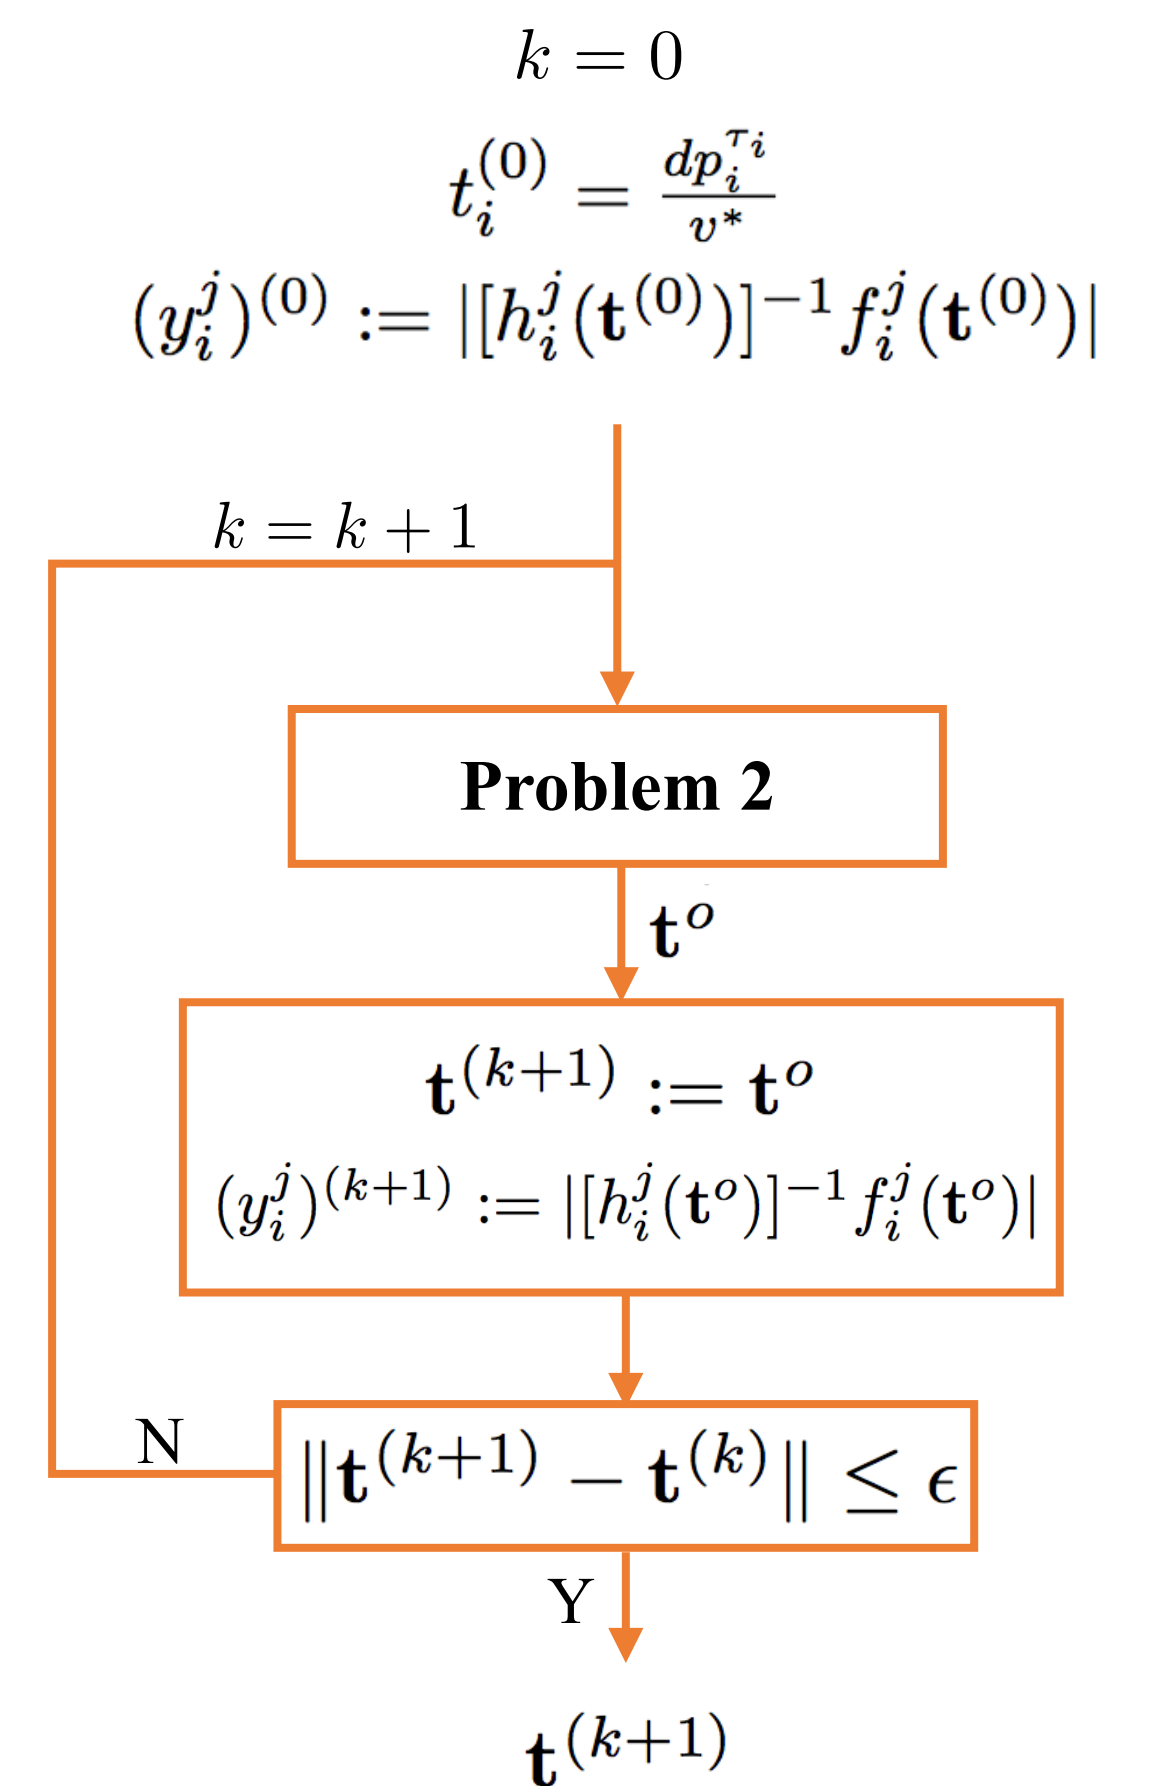 k = 0
t_i^{(0)} = \frac{dp_i^{τ_i}}{v^*}
(y_i^j)^{(0)} := |[h_i^j(𝐭^{(0)})]^{-1} f_i^j(𝐭^{(0)})|
k = k + 1
Problem 2
𝐭^o
𝐭^{(k+1)} := 𝐭^o
(y_i^j)^{(k+1)} := |[h_i^j(𝐭^o)]^{-1} f_i^j(𝐭^o)|
N
‖𝐭^{(k+1)} − 𝐭^{(k)}‖ ≤ ϵ
Y
𝐭^{(k+1)}